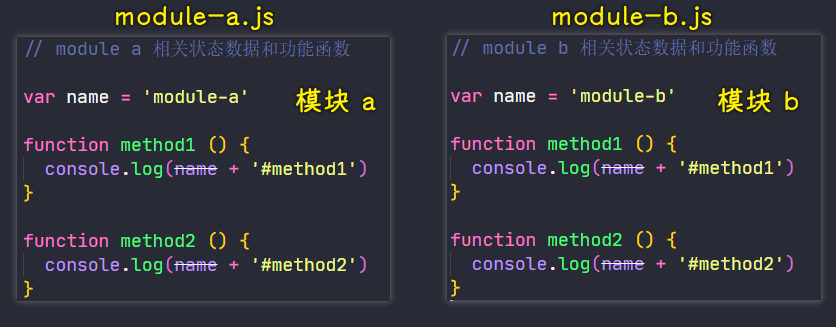 module-a.js
// module a 相关状态数据和功能函数
var name = 'module-a'
模块 a
function method1 () {
console.log(name + '#method1')
}
function method2 () {
console.log(name + '#method2')
}
module-b.js
// module b 相关状态数据和功能函数
var name = 'module-b'
模块 b
function method1 () {
console.log(name + '#method1')
}
function method2 () {
console.log(name + '#method2')
}